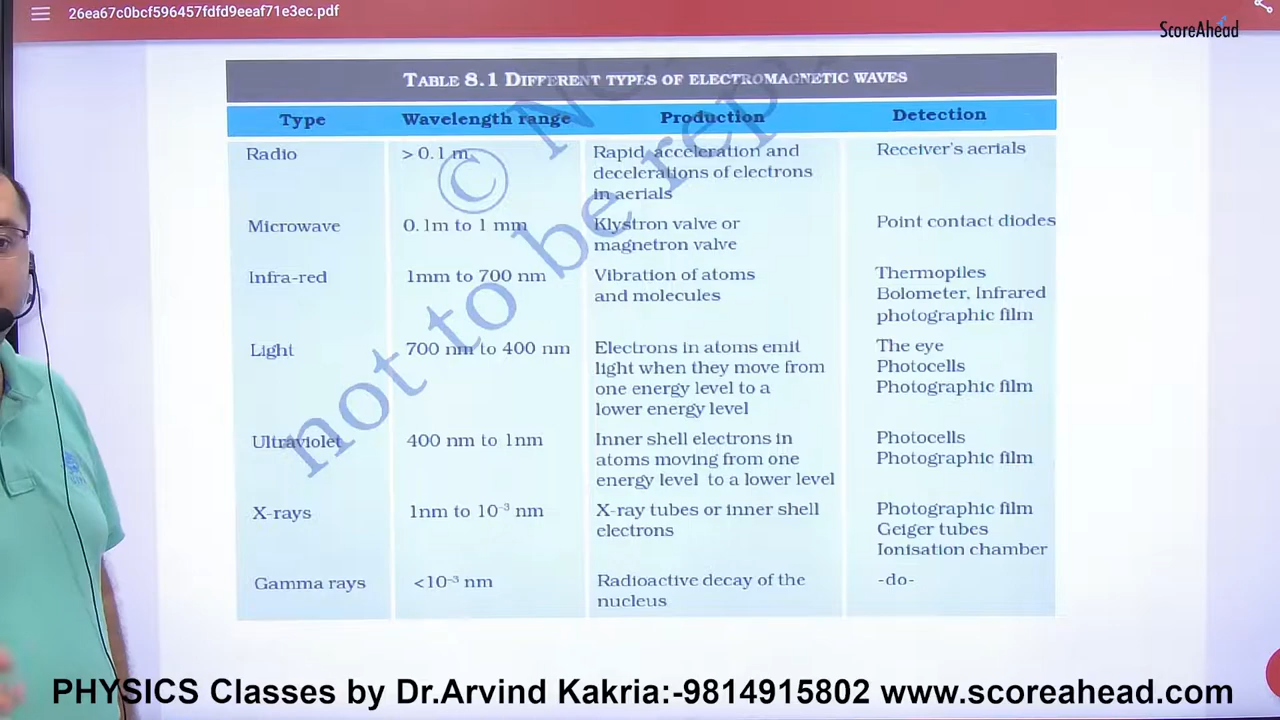 26ea67c0bcf596457fdfd9eeaf71e3ec.pdf
ScoreAhead
TABLE 8.1 DIFFERENT TYPES OF ELECTROMAGNETIC WAVES
Type Wavelength range Production Detection
Radio > 0.1 m Rapid acceleration and Receiver's aerials
decelerations of electrons
in aerials
Microwave 0.1m to 1 mm Klystron valve or Point contact diodes
magnetron valve
Infra-red 1mm to 700 nm Vibration of atoms Thermopiles
and molecules Bolometer, Infrared
photographic film
Light 700 nm to 400 nm Electrons in atoms emit The eye
light when they move from Photocells
one energy level to a Photographic film
lower energy level
Ultraviolet 400 nm to 1nm Inner shell electrons in Photocells
atoms moving from one Photographic film
energy level to a lower level
X-rays 1nm to 10⁻³ nm X-ray tubes or inner shell Photographic film
electrons Geiger tubes
Ionisation chamber
Gamma rays <10⁻³ nm Radioactive decay of the -do-
nucleus
©
not to be rep
PHYSICS Classes by Dr.Arvind Kakria:-9814915802 www.scoreahead.com